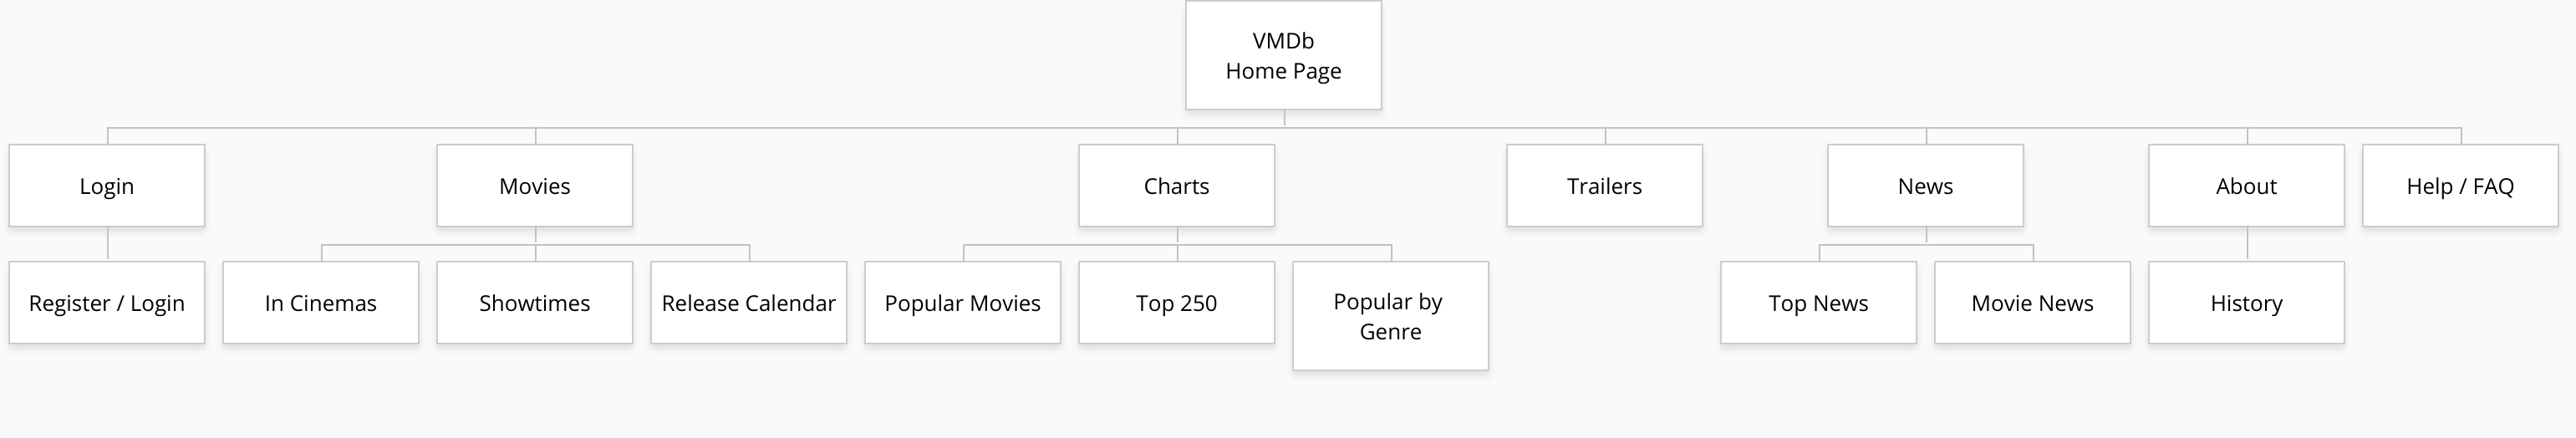 VMDb
Home Page
Login
Movies
Charts
Trailers
News
About
Help / FAQ
Register / Login
In Cinemas
Showtimes
Release Calendar
Popular Movies
Top 250
Popular by
Genre
Top News
Movie News
History